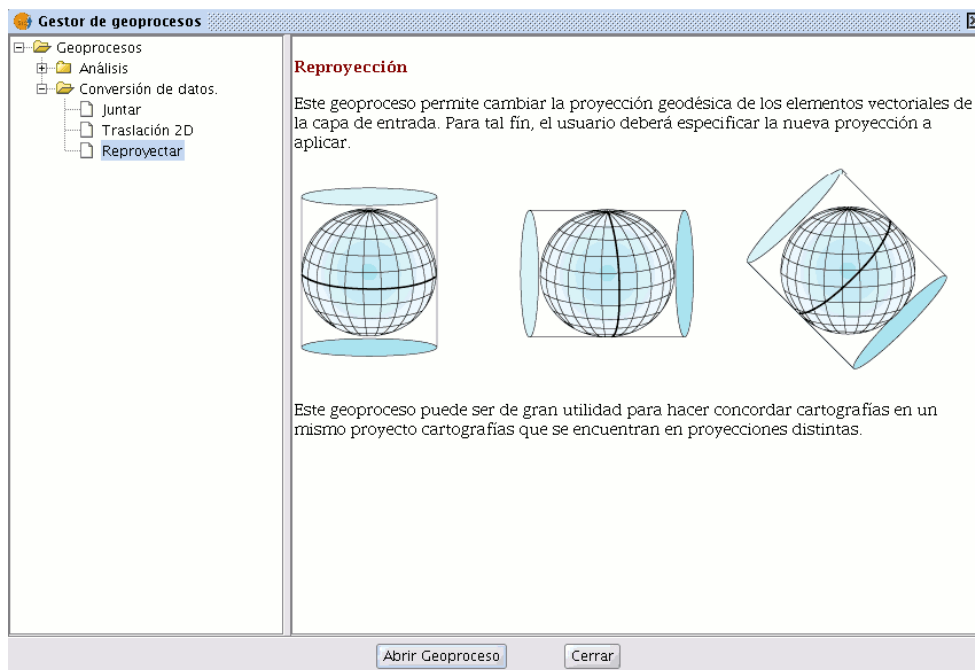 Gestor de geoprocesos
Geoprocesos
Análisis
Conversión de datos.
Juntar
Traslación 2D
Reproyectar
Reproyección
Este geoproceso permite cambiar la proyección geodésica de los elementos vectoriales de
la capa de entrada. Para tal fín, el usuario deberá especificar la nueva proyección a
aplicar.
Este geoproceso puede ser de gran utilidad para hacer concordar cartografías en un
mismo proyecto cartografías que se encuentran en proyecciones distintas.
Abrir Geoproceso
Cerrar